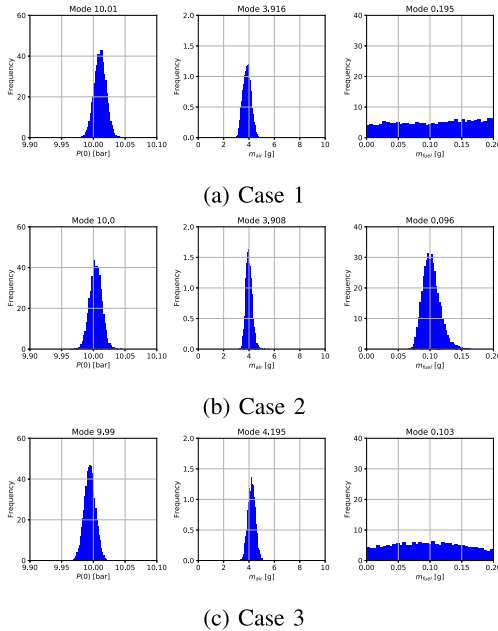 Mode 10.01
Mode 3.916
Mode 0.195
Frequency
60
40
20
0
9.90 9.95 10.00 10.05 10.10
P(0) [bar]
Frequency
2.0
1.5
1.0
0.5
0.0
0 2 4 6 8 10
m_air [g]
Frequency
40
30
20
10
0
0.00 0.05 0.10 0.15 0.20
m_fuel [g]
(a) Case 1
Mode 10.0
Mode 3.908
Mode 0.096
Frequency
60
40
20
0
9.90 9.95 10.00 10.05 10.10
P(0) [bar]
Frequency
2.0
1.5
1.0
0.5
0.0
0 2 4 6 8 10
m_air [g]
Frequency
40
30
20
10
0
0.00 0.05 0.10 0.15 0.20
m_fuel [g]
(b) Case 2
Mode 9.99
Mode 4.195
Mode 0.103
Frequency
60
40
20
0
9.90 9.95 10.00 10.05 10.10
P(0) [bar]
Frequency
2.0
1.5
1.0
0.5
0.0
0 2 4 6 8 10
m_air [g]
Frequency
40
30
20
10
0
0.00 0.05 0.10 0.15 0.20
m_fuel [g]
(c) Case 3